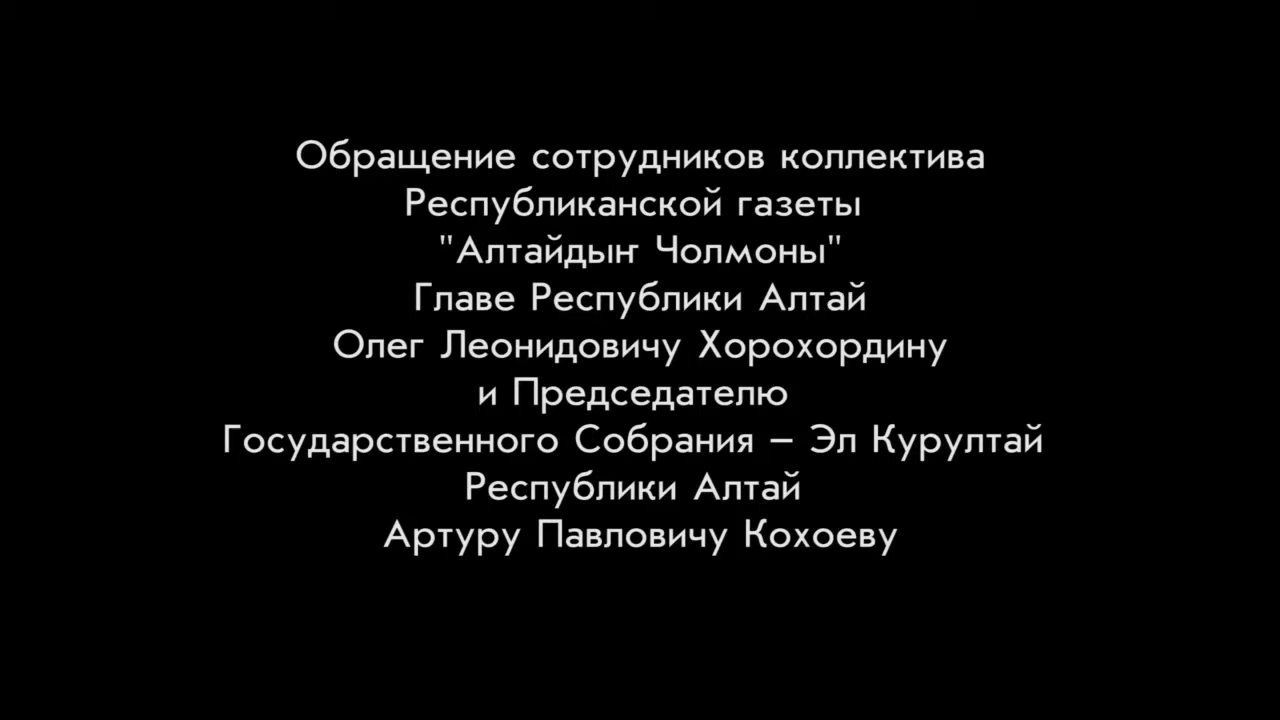 Обращение сотрудников коллектива
Республиканской газеты
"Алтайдыҥ Чолмоны"
Главе Республики Алтай
Олег Леонидовичу Хорохордину
и Председателю
Государственного Собрания – Эл Курултай
Республики Алтай
Артуру Павловичу Кохоеву